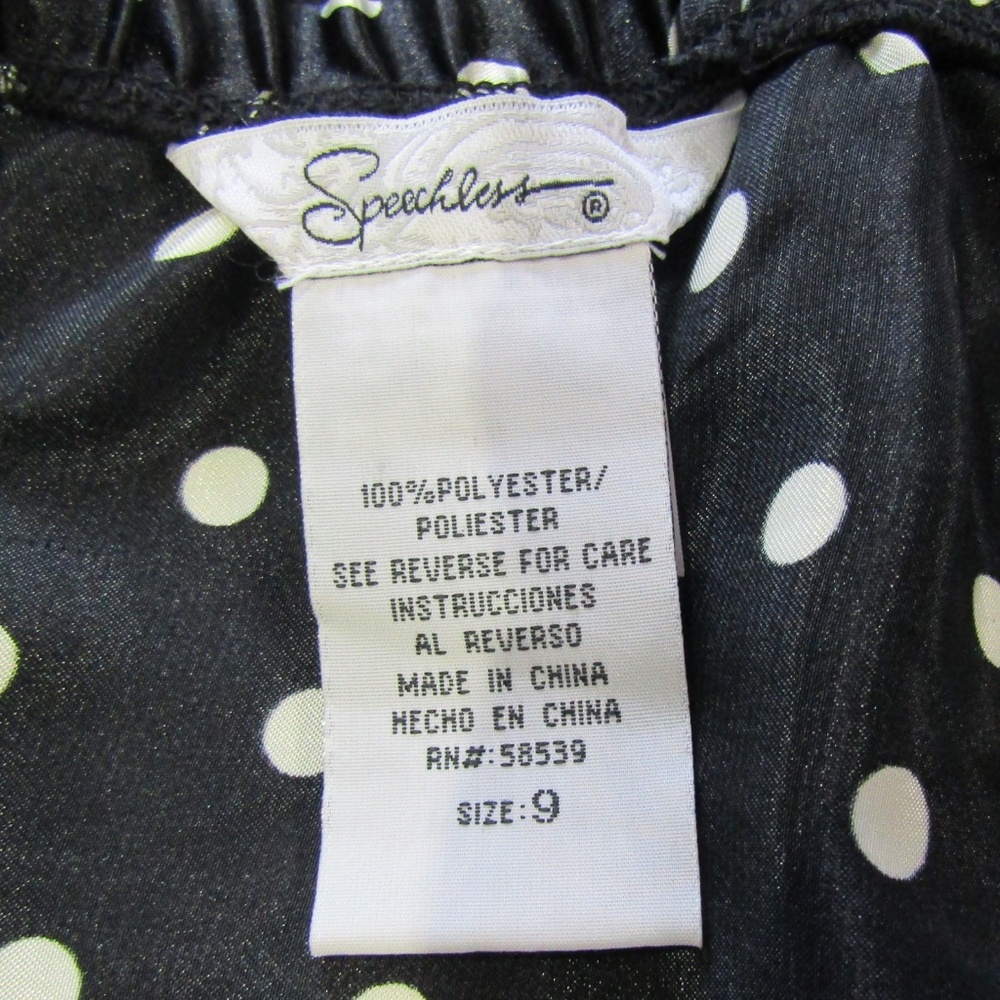 Speechless ®
100%POLYESTER/
POLIESTER
SEE REVERSE FOR CARE
INSTRUCCIONES
AL REVERSO
MADE IN CHINA
HECHO EN CHINA
RN#:58539
SIZE:9